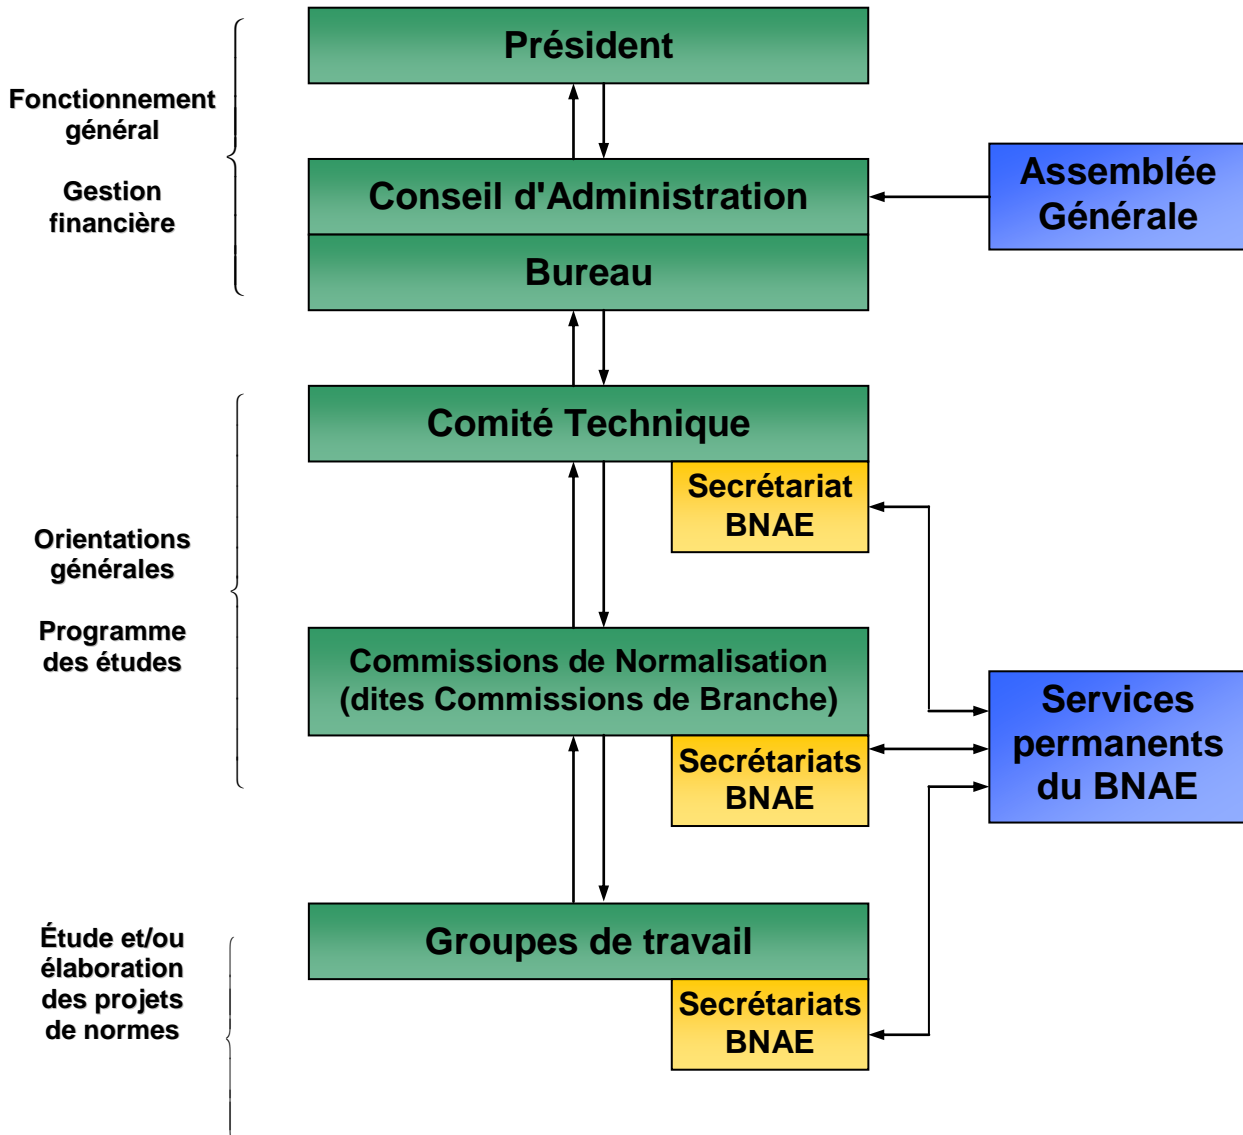 Président
Fonctionnement
général
Gestion
financière
Conseil d'Administration
Bureau
Assemblée
Générale
Comité Technique
Secrétariat
BNAE
Orientations
générales
Programme
des études
Commissions de Normalisation
(dites Commissions de Branche)
Secrétariats
BNAE
Services
permanents
du BNAE
Étude et/ou
élaboration
des projets
de normes
Groupes de travail
Secrétariats
BNAE